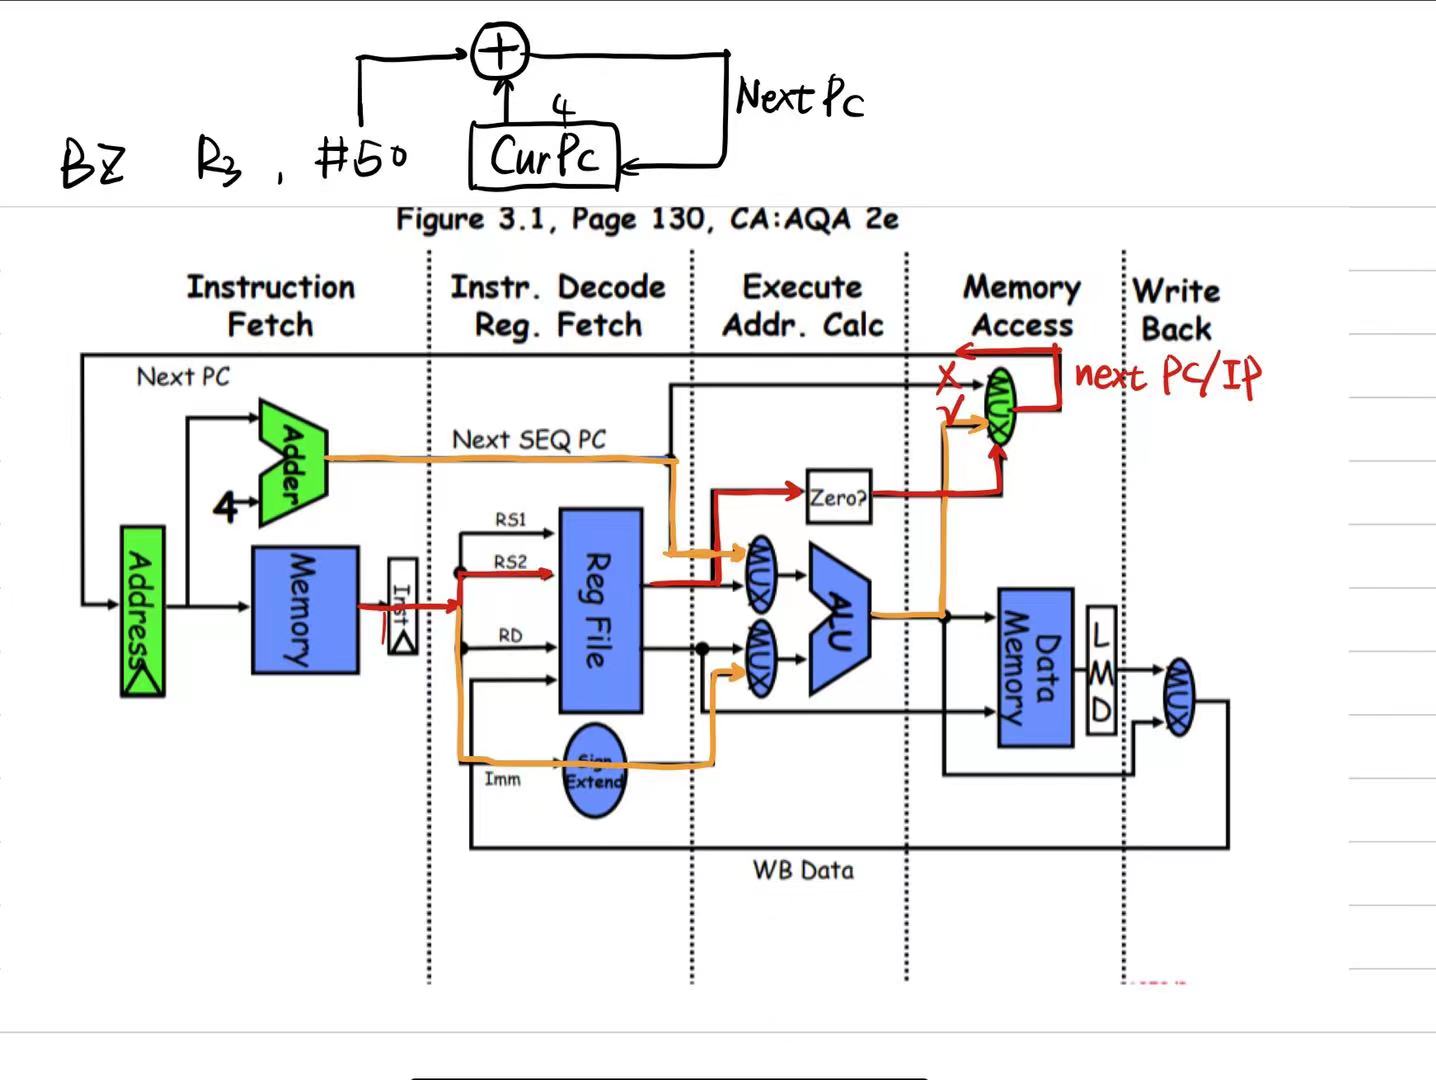 +
Next PC
4
BZ R3, #50
Cur PC
Figure 3.1, Page 130, CA:AQA 2e
Instruction
Fetch
Instr. Decode
Reg. Fetch
Execute
Addr. Calc
Memory
Access
Write
Back
Next PC
X
✓
MUX
next PC/IP
Adder
Next SEQ PC
4
Zero?
RS1
RS2
RD
Imm
Address
Memory
Inst
Reg File
MUX
MUX
ALU
Data
Memory
L
M
D
MUX
Sign
Extend
WB Data